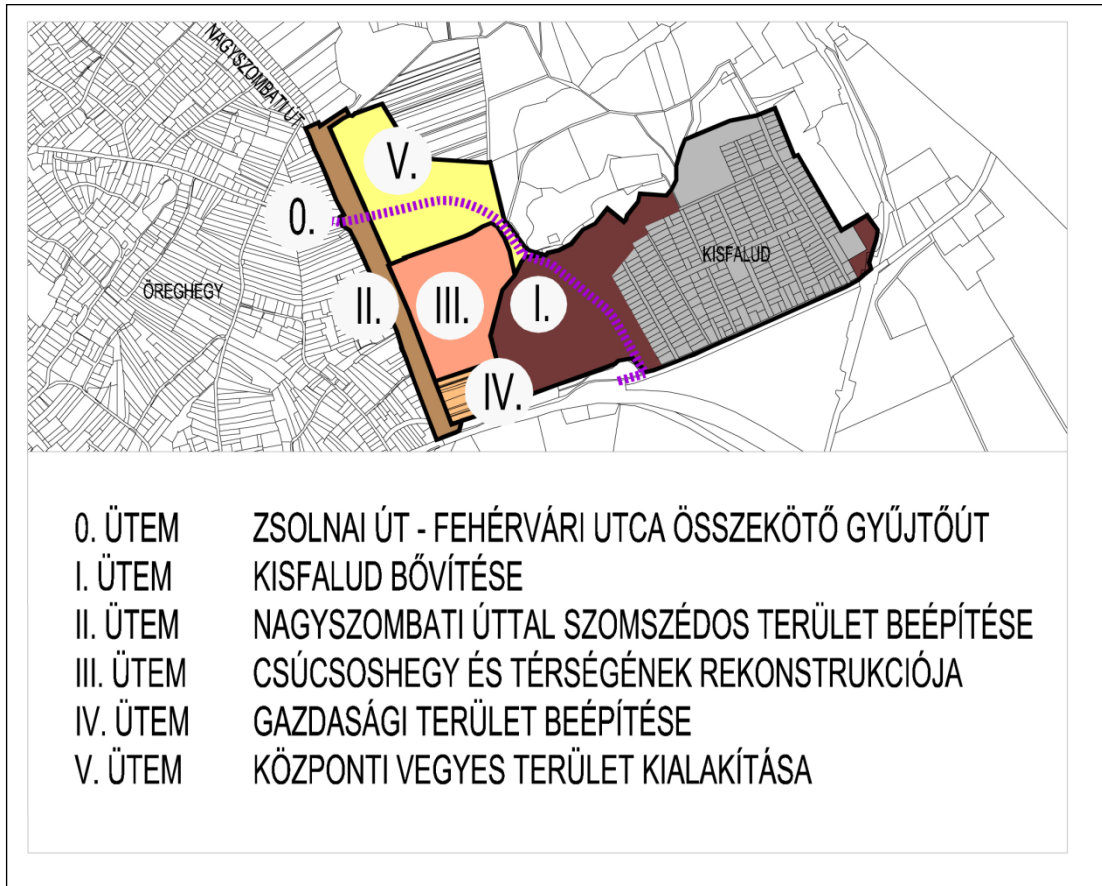 NAGYSZOMBATI ÚT
V.
0.
KISFALUD
ÖREGHEGY
II.
III.
I.
IV.
0. ÜTEM ZSOLNAI ÚT - FEHÉRVÁRI UTCA ÖSSZEKÖTŐ GYŰJTŐÚT
I. ÜTEM KISFALUD BŐVÍTÉSE
II. ÜTEM NAGYSZOMBATI ÚTTAL SZOMSZÉDOS TERÜLET BEÉPÍTÉSE
III. ÜTEM CSÚCSOSHEGY ÉS TÉRSÉGÉNEK REKONSTRUKCIÓJA
IV. ÜTEM GAZDASÁGI TERÜLET BEÉPÍTÉSE
V. ÜTEM KÖZPONTI VEGYES TERÜLET KIALAKÍTÁSA